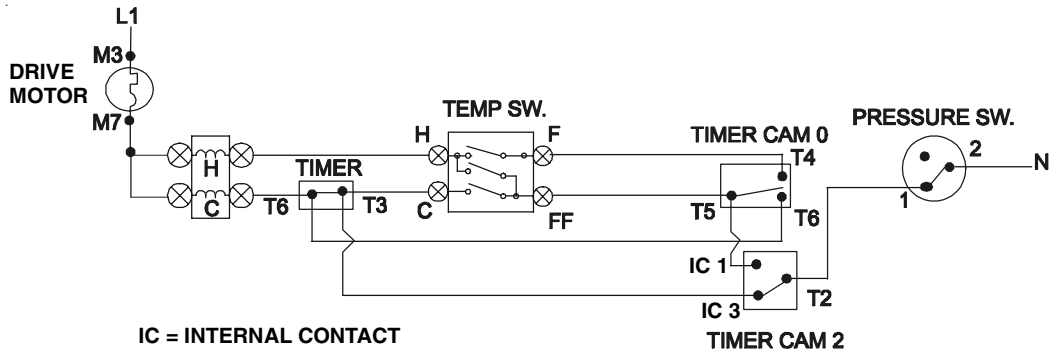 L1
M3
DRIVE
MOTOR
M7
H
C
TIMER
T6
T3
TEMP SW.
H
F
C
FF
TIMER CAM 0
T4
T5
T6
PRESSURE SW.
2
N
1
IC 1
T2
IC 3
TIMER CAM 2
IC = INTERNAL CONTACT